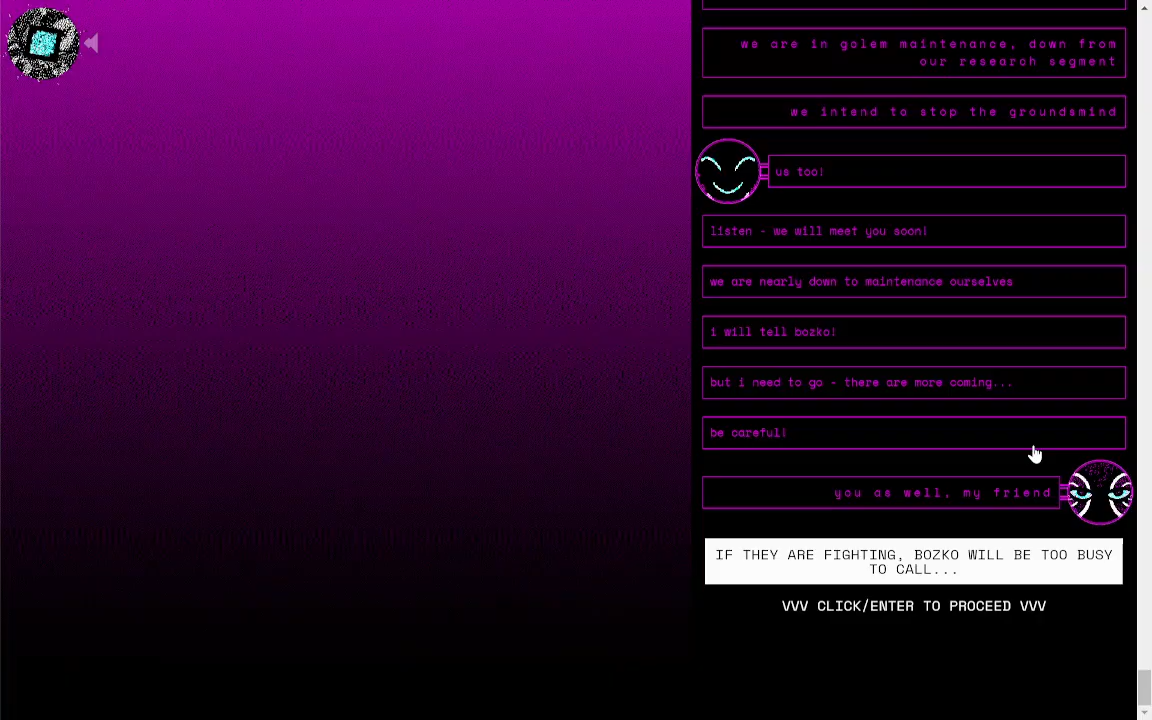 we are in golem maintenance, down from
our research segment
we intend to stop the groundsmind
us too!
listen - we will meet you soon!
we are nearly down to maintenance ourselves
i will tell bozko!
but i need to go - there are more coming...
be careful!
you as well, my friend
IF THEY ARE FIGHTING, BOZKO WILL BE TOO BUSY
TO CALL...
VVV CLICK/ENTER TO PROCEED VVV